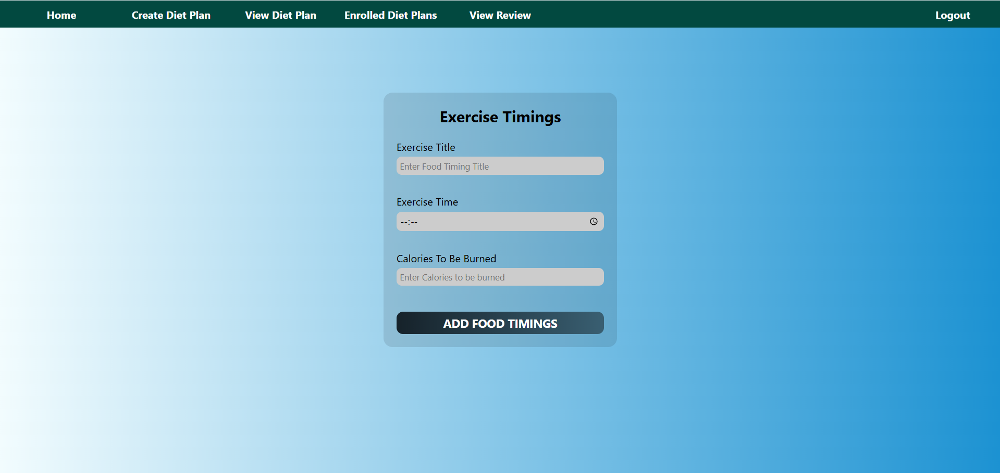 Home Create Diet Plan View Diet Plan Enrolled Diet Plans View Review Logout
Exercise Timings
Exercise Title
Enter Food Timing Title
Exercise Time
--:--
Calories To Be Burned
Enter Calories to be burned
ADD FOOD TIMINGS